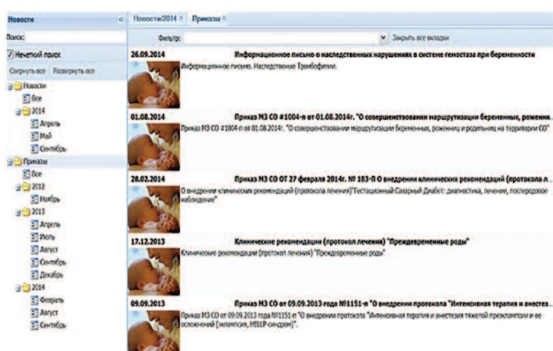 Новости
Поиск:
Нечеткий поиск
Свернуть все Развернуть все
Новости
Все
2014
Апрель
Май
Сентябрь
Приказы
Все
2012
Ноябрь
2013
Апрель
Июль
Август
Сентябрь
Декабрь
2014
Февраль
Август
Сентябрь
Новости/2014 Приказы
Фильтр: Закрыть все вкладки
26.09.2014 Информационное письмо о наследственных нарушениях в системе гемостаза при беременности
Информационное письмо. Наследственные Тромбофилии.
01.08.2014 Приказ МЗ СО #1004-п от 01.08.2014г. "О совершенствовании маршрутизации беременных, рожениц...
Приказ МЗ СО #1004-п от 01.08.2014г. "О совершенствовании маршрутизации беременных, рожениц и родильниц на территории СО"
28.02.2014 Приказ МЗ СО ОТ 27 февраля 2014г. № 183-П О внедрении клинических рекомендаций (протокола л...
О внедрении клинических рекомендаций (протокола лечения)"Гестационный Сахарный Диабет: диагностика, лечение, послеродовое
наблюдение"
17.12.2013 Клинические рекомендации (протокол лечения) "Преждевременные роды"
Клинические рекомендации (протокол лечения) "Преждевременные роды"
09.09.2013 Приказ МЗ СО от 09.09.2013 года №1151-п "О внедрении протокола "Интенсивная терапия и анестез...
Приказ МЗ СО от 09.09.2013 года №1151-п "О внедрении протокола "Интенсивная терапия и анестезия тяжелой преэклампсии и ее
осложнений (эклампсия, HELLP-синдром)".